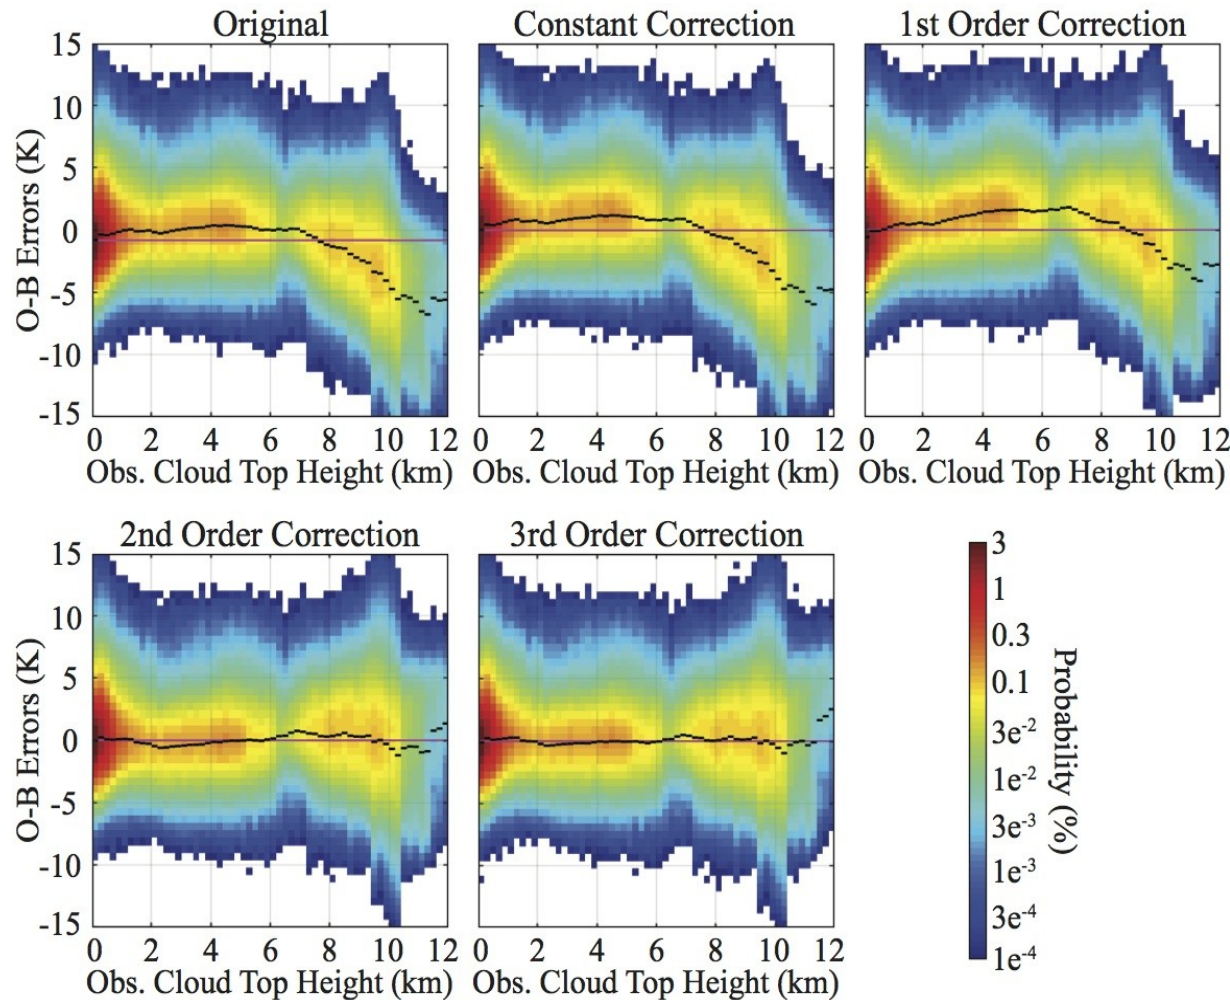 Original
Constant Correction
1st Order Correction
O-B Errors (K)
15
10
5
0
-5
-10
-15
0 2 4 6 8 10 12
0 2 4 6 8 10 12
0 2 4 6 8 10 12
Obs. Cloud Top Height (km)
Obs. Cloud Top Height (km)
Obs. Cloud Top Height (km)
2nd Order Correction
3rd Order Correction
O-B Errors (K)
15
10
5
0
-5
-10
-15
0 2 4 6 8 10 12
0 2 4 6 8 10 12
Obs. Cloud Top Height (km)
Obs. Cloud Top Height (km)
3
1
0.3
0.1
3e-2
1e-2
3e-3
1e-3
3e-4
1e-4
Probability (%)